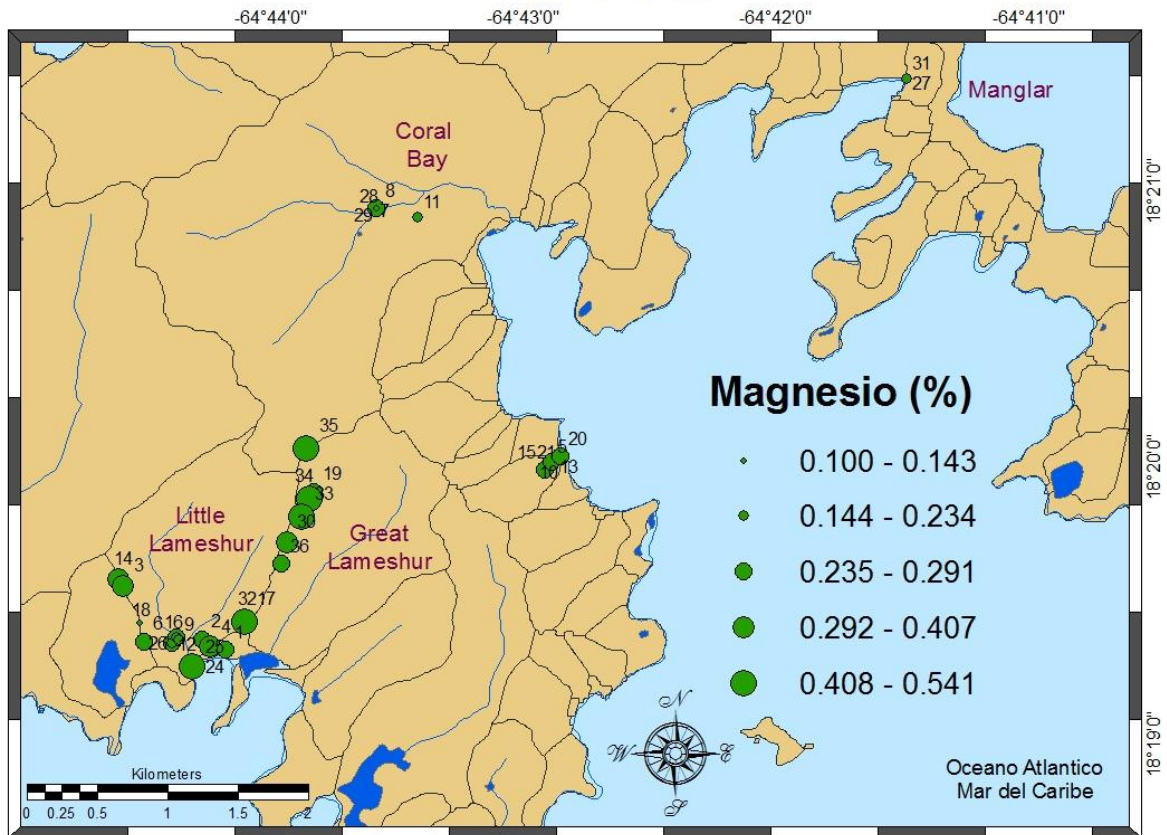 -64°44'0" -64°43'0" -64°42'0" -64°41'0"
31
27
Manglar
Coral
Bay
18°21'0"
28 8
29 7 11
Magnesio (%)
0.100 - 0.143
0.144 - 0.234
0.235 - 0.291
0.292 - 0.407
0.408 - 0.541
35
20
15 21 5
10 13
18°20'0"
34 19
33
30
Little
Lameshur
Great
Lameshur
36
14 3
32 17
18
6 16 9 2 4 1
26 12 25
24
18°19'0"
N
W E
S
Oceano Atlantico
Mar del Caribe
Kilometers
0 0.25 0.5 1 1.5 2